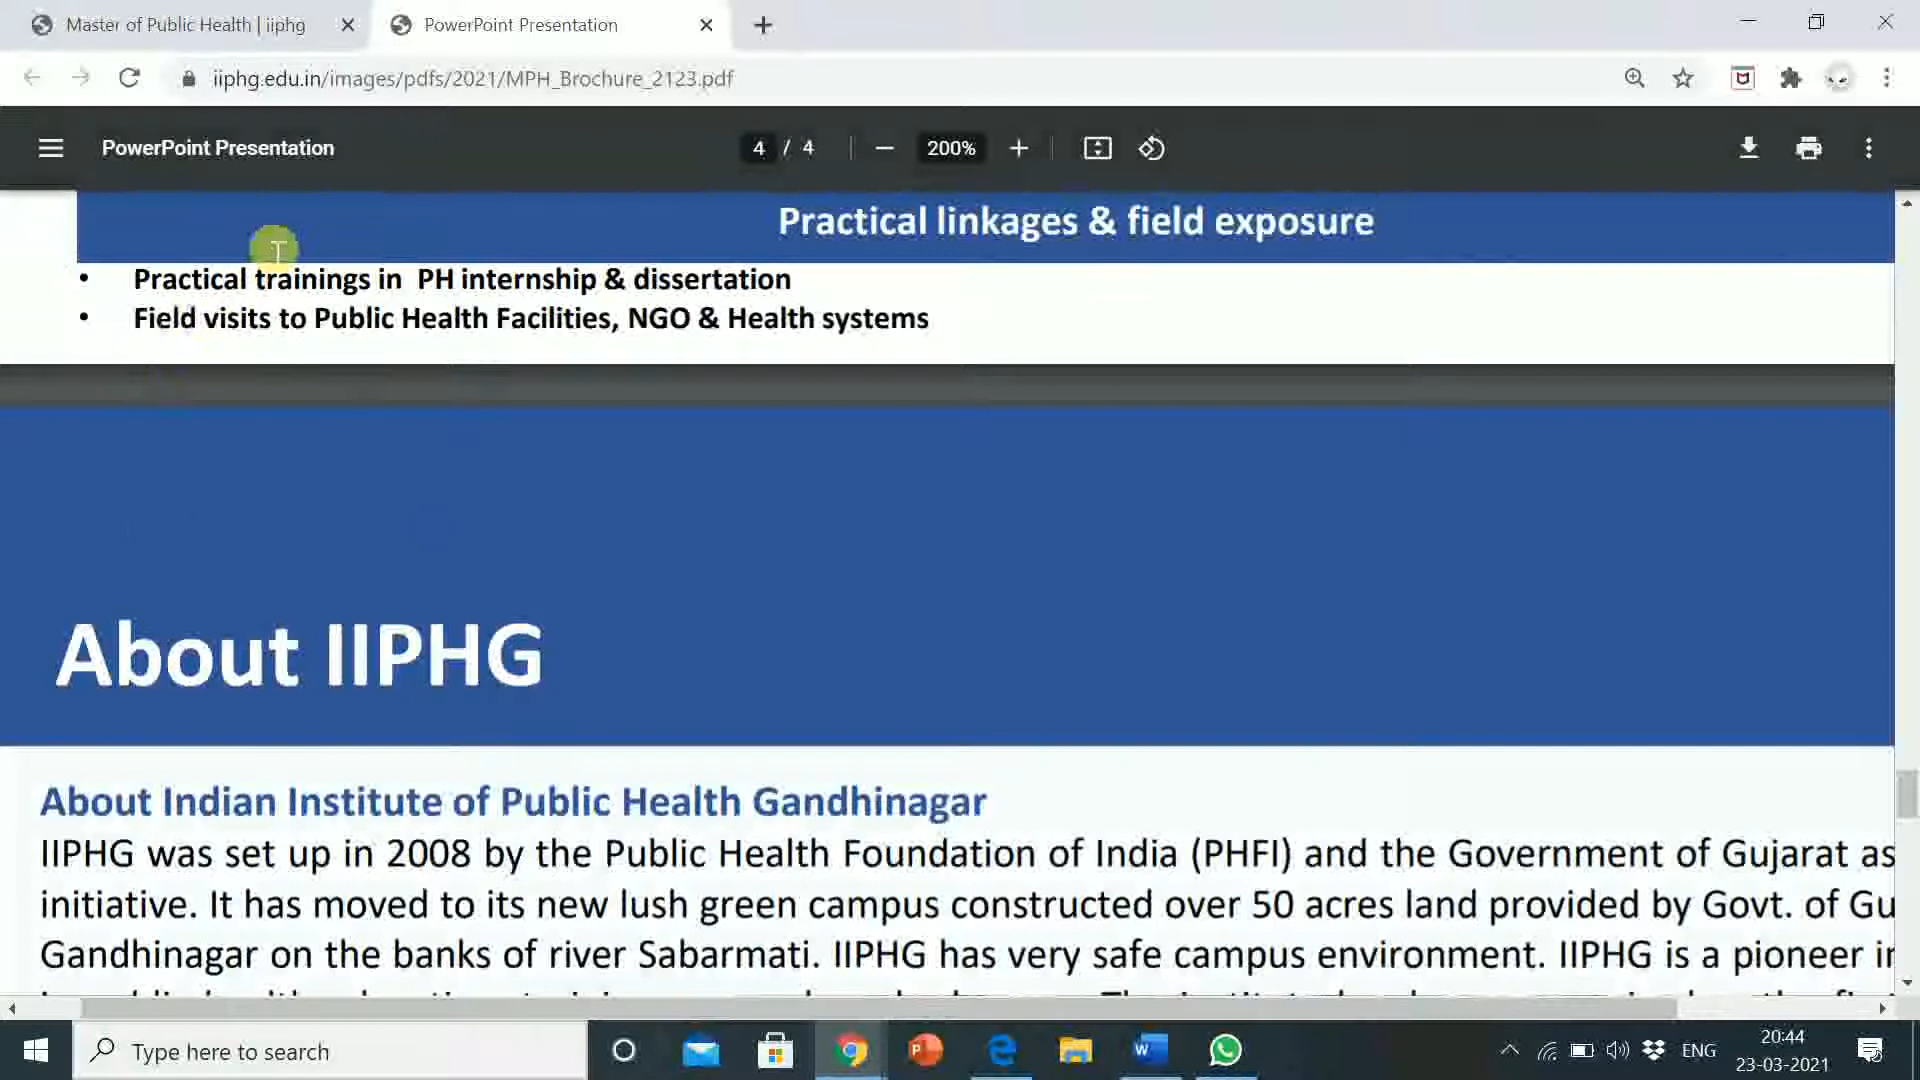 Master of Public Health | iiphg
PowerPoint Presentation
iiphg.edu.in/images/pdfs/2021/MPH_Brochure_2123.pdf
PowerPoint Presentation
4 / 4
200%
Practical linkages & field exposure
• Practical trainings in PH internship & dissertation
• Field visits to Public Health Facilities, NGO & Health systems
About IIPHG
About Indian Institute of Public Health Gandhinagar
IIPHG was set up in 2008 by the Public Health Foundation of India (PHFI) and the Government of Gujarat as
initiative. It has moved to its new lush green campus constructed over 50 acres land provided by Govt. of Gu
Gandhinagar on the banks of river Sabarmati. IIPHG has very safe campus environment. IIPHG is a pioneer in
Type here to search
ENG
20:44
23-03-2021